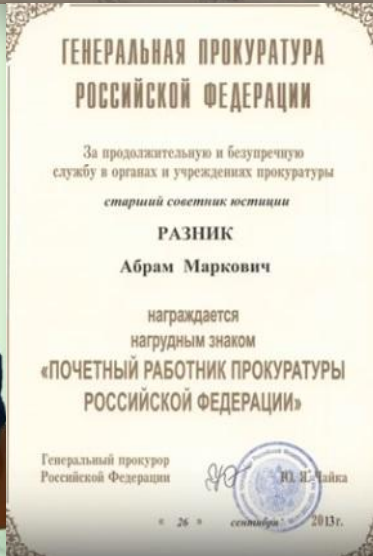 ГЕНЕРАЛЬНАЯ ПРОКУРАТУРА
РОССИЙСКОЙ ФЕДЕРАЦИИ
За продолжительную и безупречную
службу в органах и учреждениях прокуратуры
старший советник юстиции
РАЗНИК
Абрам Маркович
награждается
нагрудным знаком
«ПОЧЕТНЫЙ РАБОТНИК ПРОКУРАТУРЫ
РОССИЙСКОЙ ФЕДЕРАЦИИ»
Генеральный прокурор
Российской Федерации
Ю. Я. Чайка
« 26 » сентября 2013г.